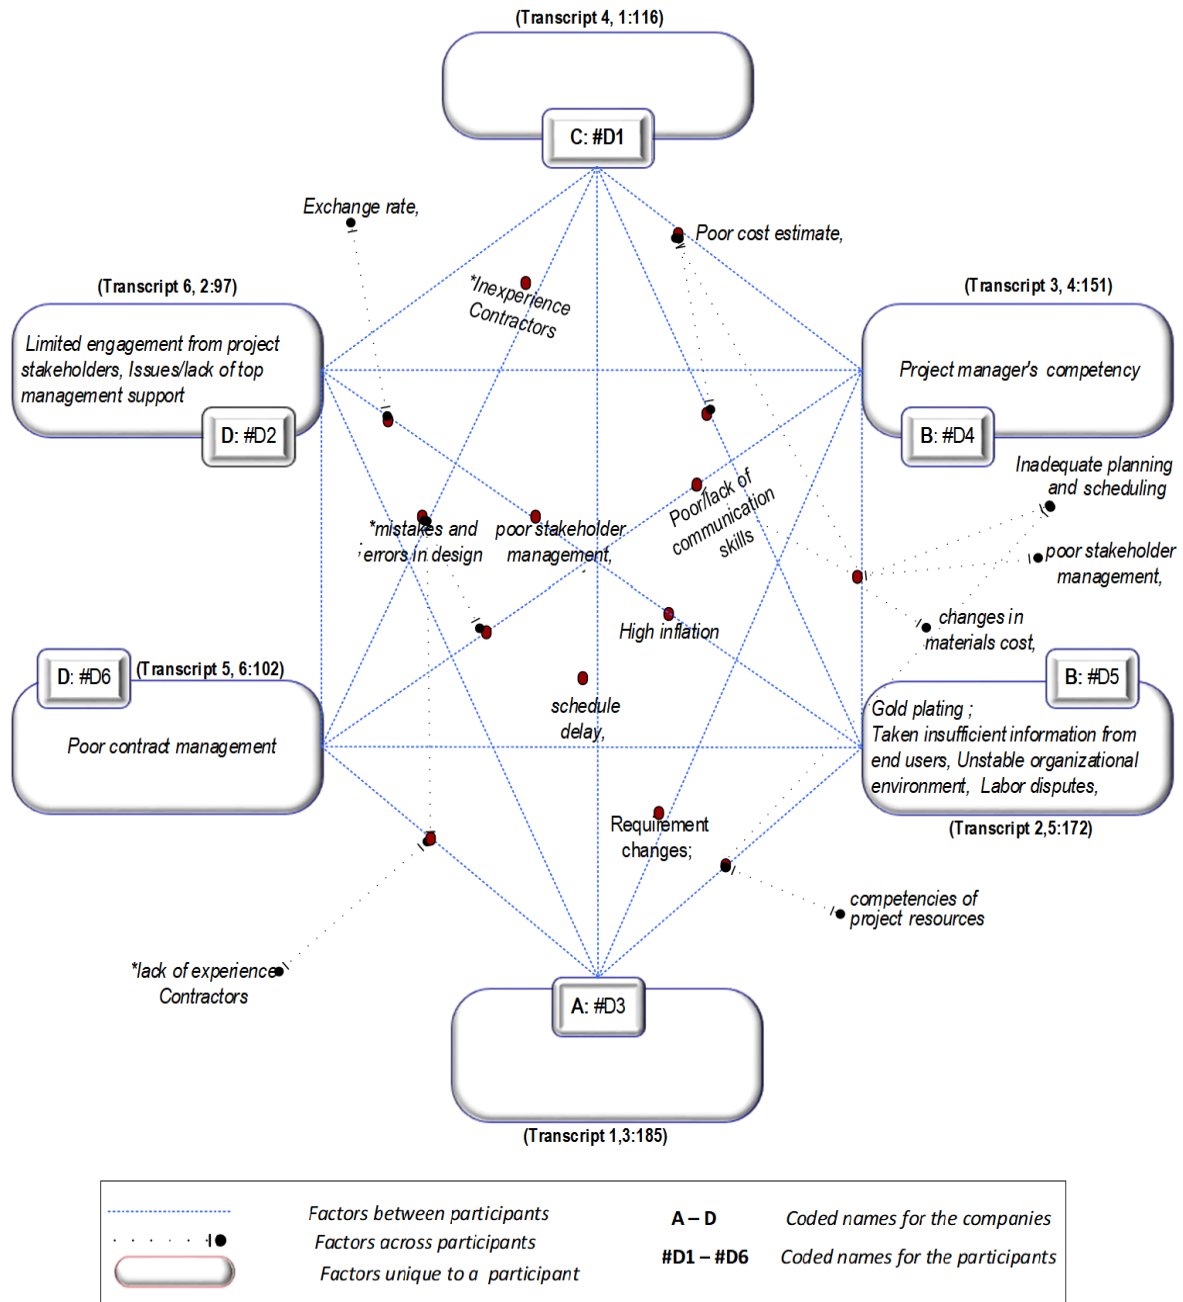 (Transcript 4, 1:116)
C: #D1
Exchange rate,
Poor cost estimate,
*Inexperience
Contractors
(Transcript 6, 2:97)
Limited engagement from project
stakeholders, Issues/lack of top
management support
D: #D2
(Transcript 3, 4:151)
Project manager's competency
B: #D4
Inadequate planning
and scheduling
Poor/lack of
communication
skills
*mistakes and
errors in design
poor stakeholder
management,
poor stakeholder
management,
changes in
materials cost,
High inflation
D: #D6
(Transcript 5, 6:102)
Poor contract management
schedule
delay,
B: #D5
Gold plating ;
Taken insufficient information from
end users, Unstable organizational
environment, Labor disputes,
(Transcript 2,5:172)
Requirement
changes;
competencies of
project resources
*lack of experience
Contractors
A: #D3
(Transcript 1,3:185)
Factors between participants
Factors across participants
Factors unique to a participant
A – D Coded names for the companies
#D1 – #D6 Coded names for the participants